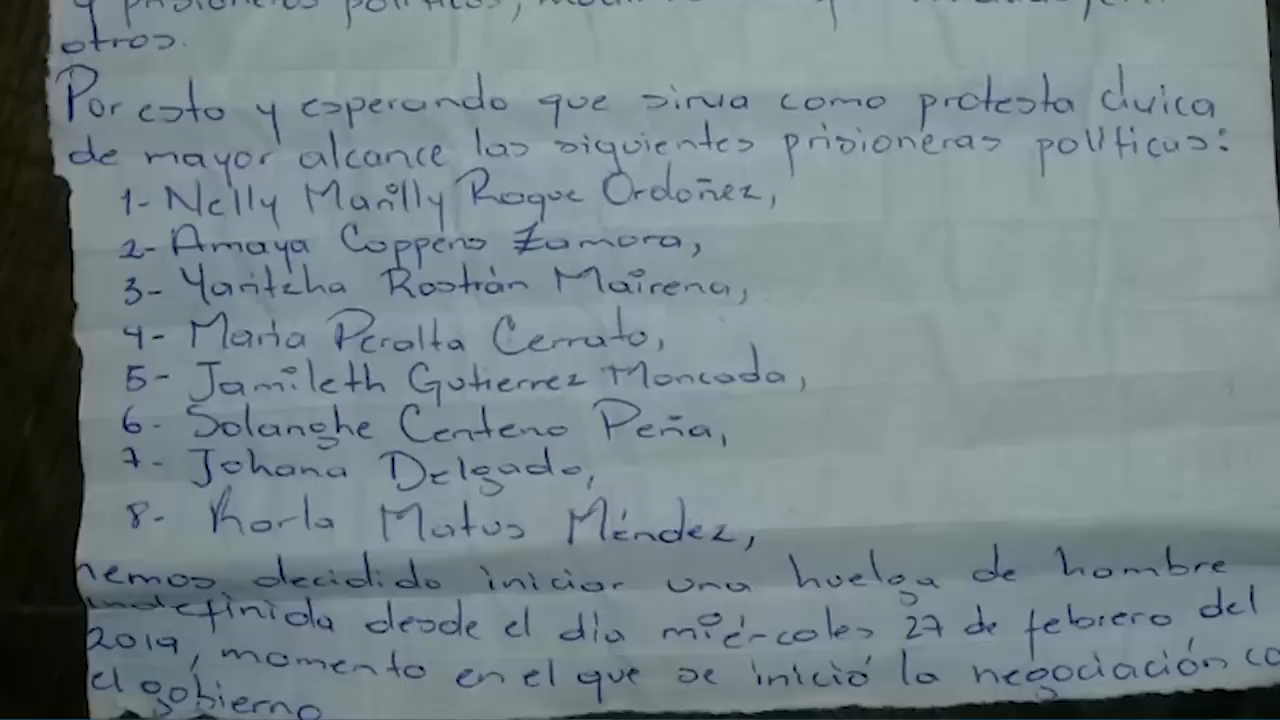 y prisioneros políticos,
otros.
Por esto y esperando que sirva como protesta cívica
de mayor alcance las siguientes prisioneras políticas:
1- Nelly Marilly Roque Ordoñez,
2- Amaya Coppens Zamora,
3- Yaritzha Rostrán Mairena,
4- María Peralta Cerrato,
5- Jamileth Gutierrez Moncada,
6- Solanghe Centeno Peña,
7- Johana Delgado,
8- Karla Matus Méndez,
hemos decidido iniciar una huelga de hambre
indefinida desde el día miércoles 27 de febrero del
2019, momento en el que se inició la negociación co
el gobierno